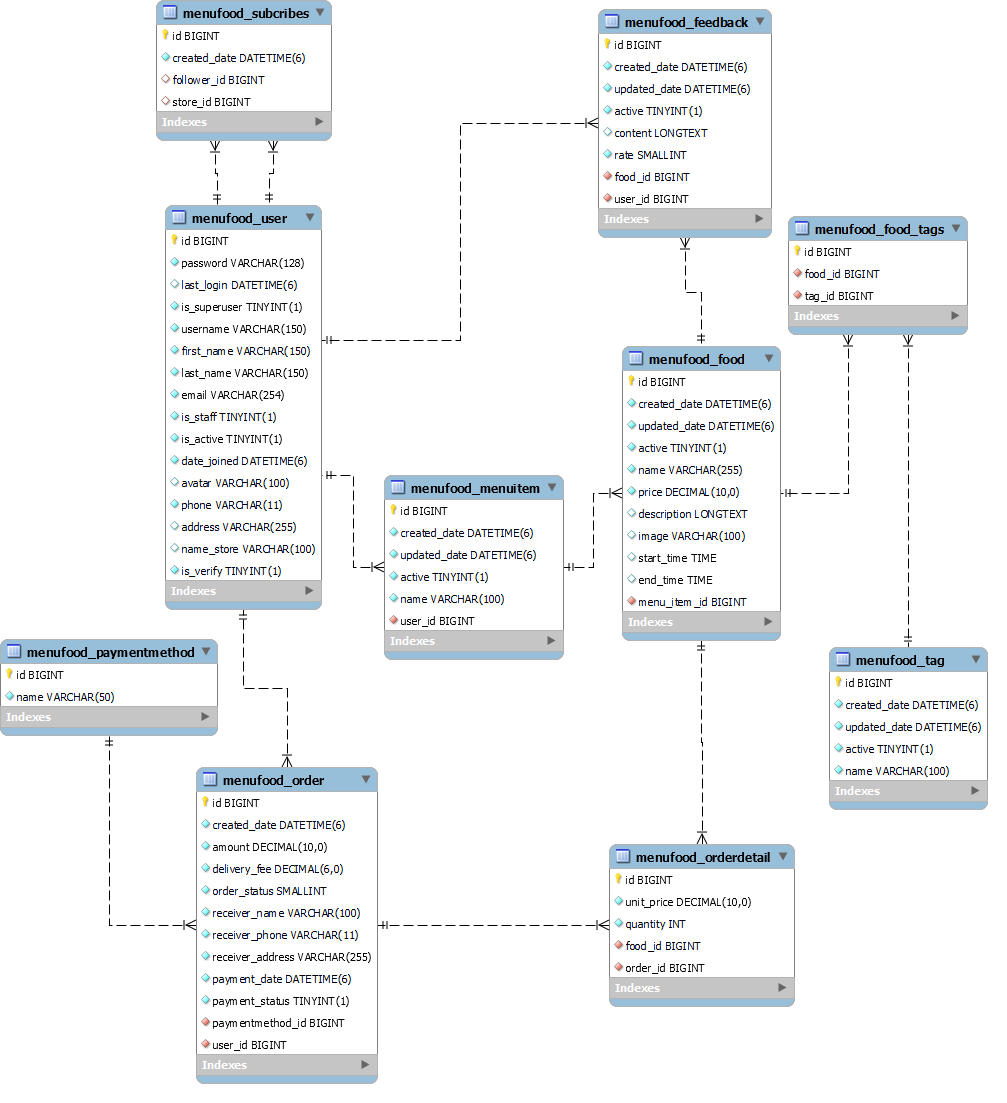 menufood_subcribes
id BIGINT
created_date DATETIME(6)
follower_id BIGINT
store_id BIGINT
Indexes
menufood_feedback
id BIGINT
created_date DATETIME(6)
updated_date DATETIME(6)
active TINYINT(1)
content LONGTEXT
rate SMALLINT
food_id BIGINT
user_id BIGINT
Indexes
menufood_user
id BIGINT
password VARCHAR(128)
last_login DATETIME(6)
is_superuser TINYINT(1)
username VARCHAR(150)
first_name VARCHAR(150)
last_name VARCHAR(150)
email VARCHAR(254)
is_staff TINYINT(1)
is_active TINYINT(1)
date_joined DATETIME(6)
avatar VARCHAR(100)
phone VARCHAR(11)
address VARCHAR(255)
name_store VARCHAR(100)
is_verify TINYINT(1)
Indexes
menufood_food_tags
id BIGINT
food_id BIGINT
tag_id BIGINT
Indexes
menufood_food
id BIGINT
created_date DATETIME(6)
updated_date DATETIME(6)
active TINYINT(1)
name VARCHAR(255)
price DECIMAL(10,0)
description LONGTEXT
image VARCHAR(100)
start_time TIME
end_time TIME
menu_item_id BIGINT
Indexes
menufood_menuitem
id BIGINT
created_date DATETIME(6)
updated_date DATETIME(6)
active TINYINT(1)
name VARCHAR(100)
user_id BIGINT
Indexes
menufood_paymentmethod
id BIGINT
name VARCHAR(50)
Indexes
menufood_tag
id BIGINT
created_date DATETIME(6)
updated_date DATETIME(6)
active TINYINT(1)
name VARCHAR(100)
Indexes
menufood_order
id BIGINT
created_date DATETIME(6)
amount DECIMAL(10,0)
delivery_fee DECIMAL(6,0)
order_status SMALLINT
receiver_name VARCHAR(100)
receiver_phone VARCHAR(11)
receiver_address VARCHAR(255)
payment_date DATETIME(6)
payment_status TINYINT(1)
paymentmethod_id BIGINT
user_id BIGINT
Indexes
menufood_orderdetail
id BIGINT
unit_price DECIMAL(10,0)
quantity INT
food_id BIGINT
order_id BIGINT
Indexes